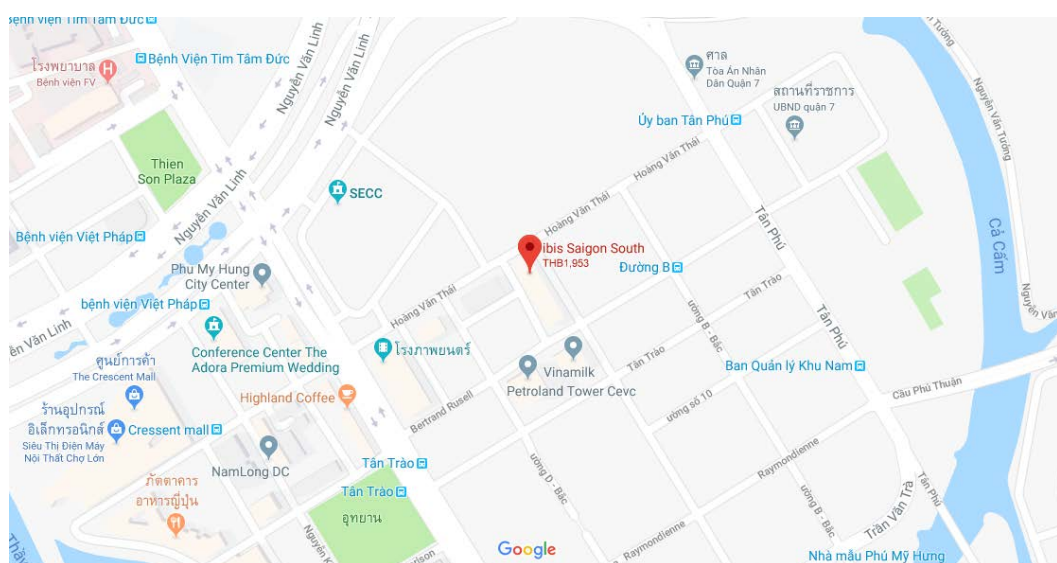 Bệnh Viện Tim Tâm Đức
โรงพยาบาล
Bệnh viện FV
Nguyễn Văn Linh
Nguyễn Văn Linh
ศาล
Tòa Án Nhân
Dân Quận 7
สถานที่ราชการ
UBND quận 7
Nguyễn Văn Tưởng
Ủy ban Tân Phú
Thien
Son Plaza
Hoàng Văn Thái
SECC
Hoàng Văn Thái
Nguyễn Văn Linh
Tân Phú
Cả Cấm
Bệnh viện Việt Pháp
ibis Saigon South
THB1,953
Đường B
Phu My Hung
City Center
Tân Trào
bệnh viện Việt Pháp
Hoàng Văn Thái
Tân Phú
Văn Linh
Conference Center The
Adora Premium Wedding
โรงภาพยนตร์
Tân Trào
ศูนย์การค้า
The Crescent Mall
Vinamilk
Petroland Tower Cevc
Ban Quản lý Khu Nam
Cầu Phú Thuận
Highland Coffee
Bertrand Rusell
ร้านอุปกรณ์
อิเล็กทรอนิกส์
Siêu Thị Điện Máy
Nội Thất Chợ Lớn
Cressent mall
NamLong DC
Tân Trào
Tân Trào
Raymondienne
ภัตตาคาร
อาหารญี่ปุ่น
อุทยาน
Tân Phú
Trần Văn Trà
Google
Raymondienne
Nhà mẫu Phú Mỹ Hưng